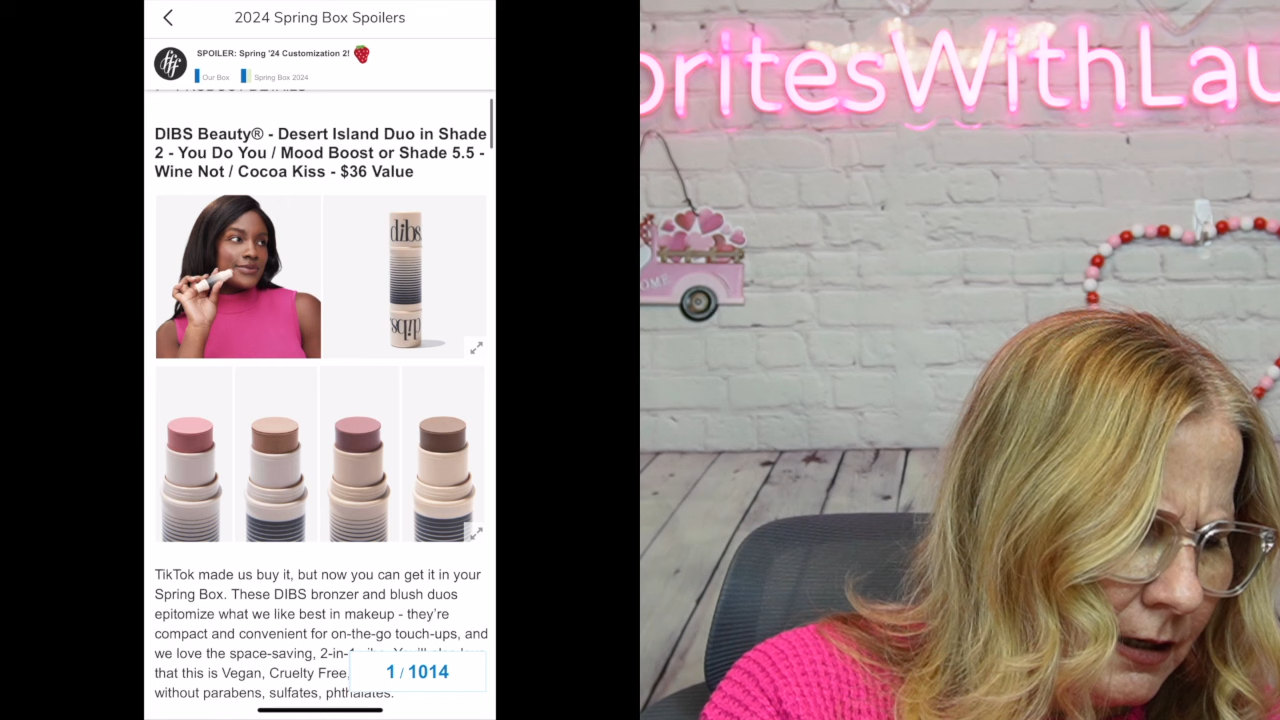 2024 Spring Box Spoilers
fff
SPOILER: Spring '24 Customization 2!
Our Box
Spring Box 2024
PRODUCT DETAILS
DIBS Beauty® - Desert Island Duo in Shade
2 - You Do You / Mood Boost or Shade 5.5 -
Wine Not / Cocoa Kiss - $36 Value
dibs
dibs
TikTok made us buy it, but now you can get it in your
Spring Box. These DIBS bronzer and blush duos
epitomize what we like best in makeup - they're
compact and convenient for on-the-go touch-ups, and
we love the space-saving, 2-in-1
that this is Vegan, Cruelty Free,
without parabens, sulfates, phthalates.
1 / 1014
oritesWithLau
OME